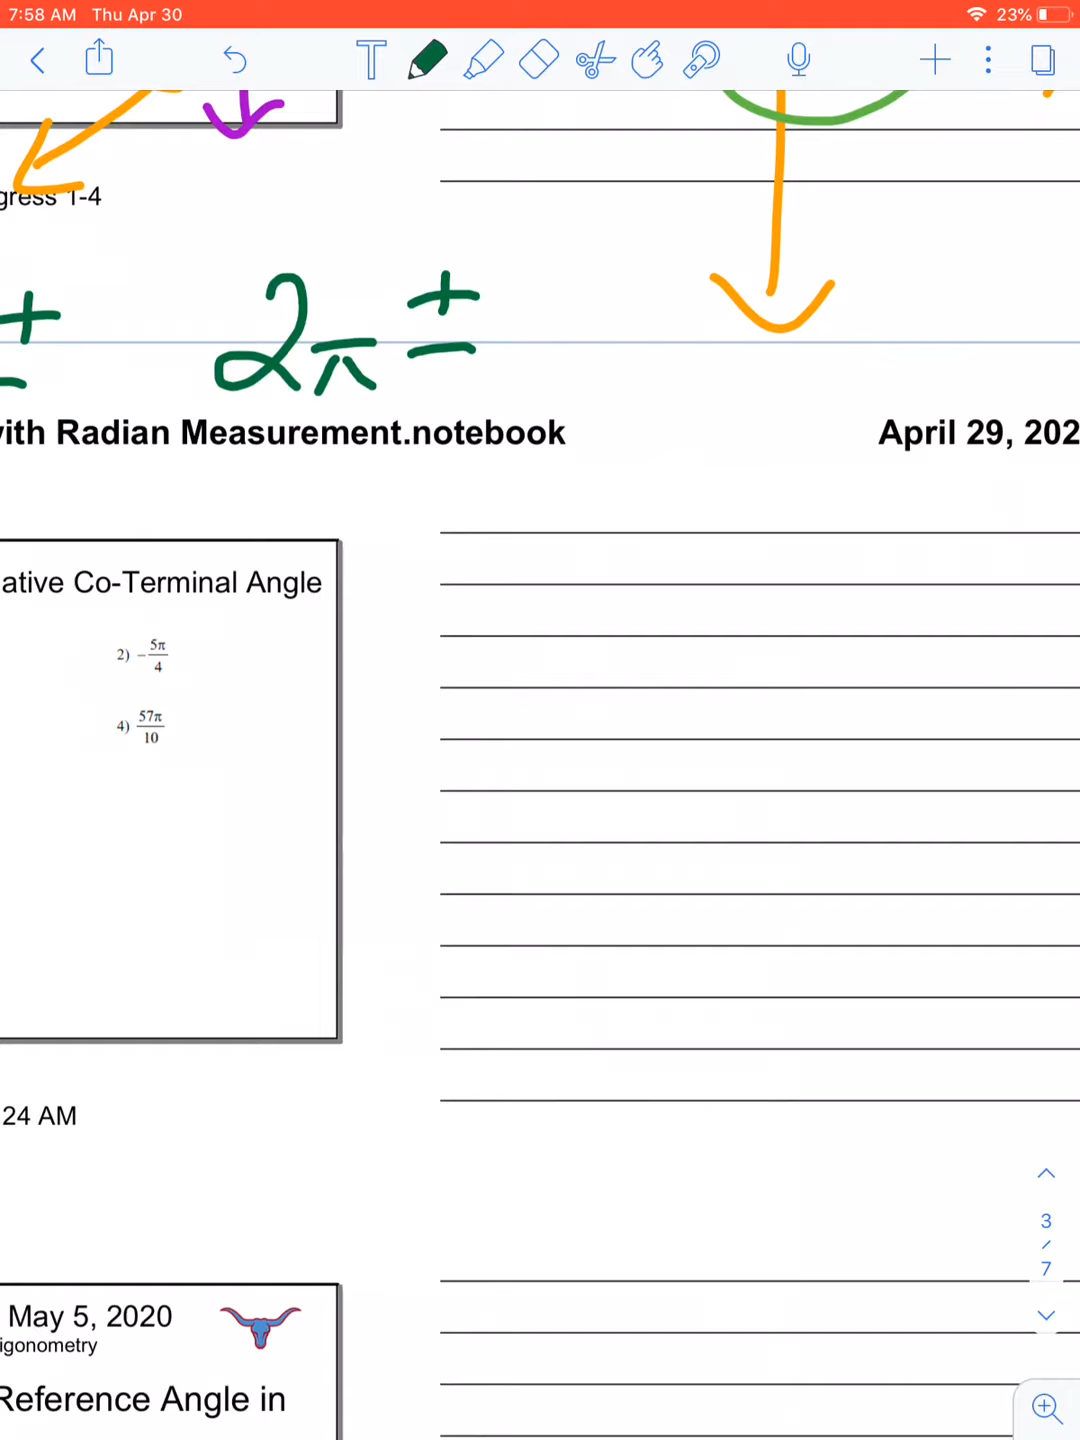 7:58 AM Thu Apr 30
23%
T
gress 1-4
±
2π ±
ith Radian Measurement.notebook
April 29, 202
ative Co-Terminal Angle
2) -5π/4
4) 57π/10
24 AM
3
/
7
May 5, 2020
igonometry
Reference Angle in